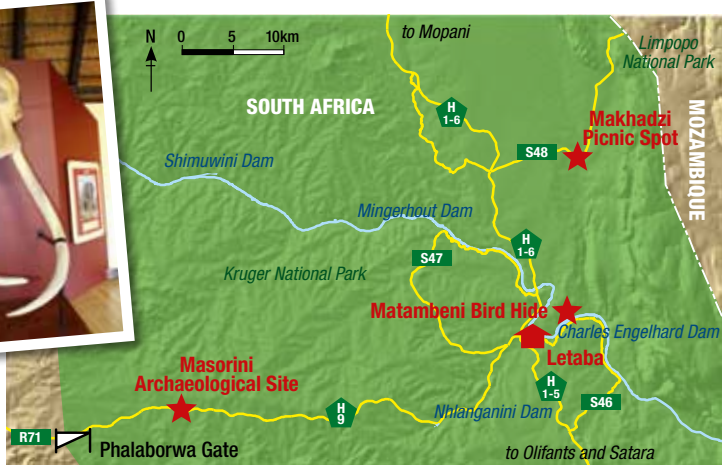 N
0 5 10km
to Mopani
Limpopo
National Park
SOUTH AFRICA
H
1-6
Makhadzi
Picnic Spot
MOZAMBIQUE
S48
Shimuwini Dam
Mingerhout Dam
H
1-6
S47
Kruger National Park
Matambeni Bird Hide
Charles Engelhard Dam
Letaba
Masorini
Archaeological Site
H
1-5
S46
H
9
Nhlanganini Dam
R71
Phalaborwa Gate
to Olifants and Satara